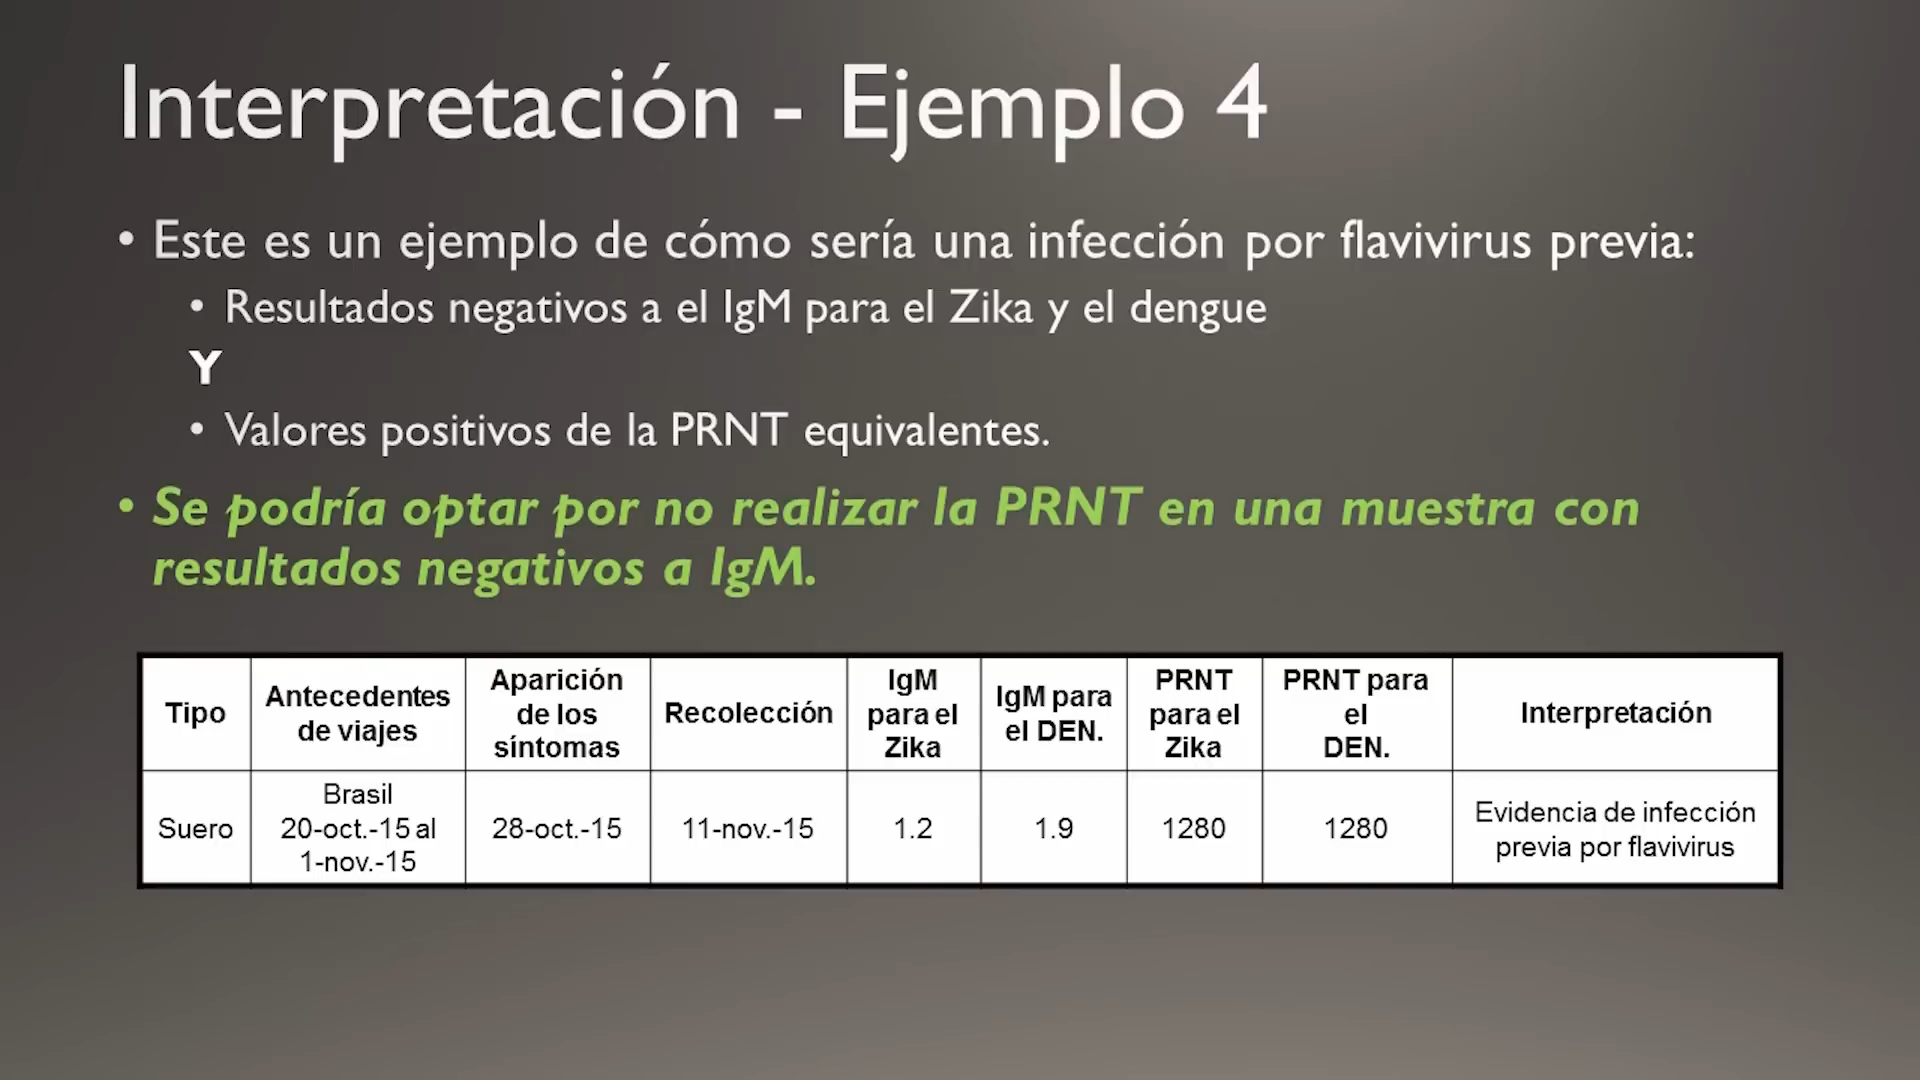 Interpretación - Ejemplo 4
• Este es un ejemplo de cómo sería una infección por flavivirus previa:
• Resultados negativos a el IgM para el Zika y el dengue
Y
• Valores positivos de la PRNT equivalentes.
• Se podría optar por no realizar la PRNT en una muestra con
resultados negativos a IgM.
Tipo
Antecedentes
de viajes
Aparición
de los
síntomas
Recolección
IgM
para el
Zika
IgM para
el DEN.
PRNT
para el
Zika
PRNT para
el
DEN.
Interpretación
Suero
Brasil
20-oct.-15 al
1-nov.-15
28-oct.-15
11-nov.-15
1.2
1.9
1280
1280
Evidencia de infección
previa por flavivirus